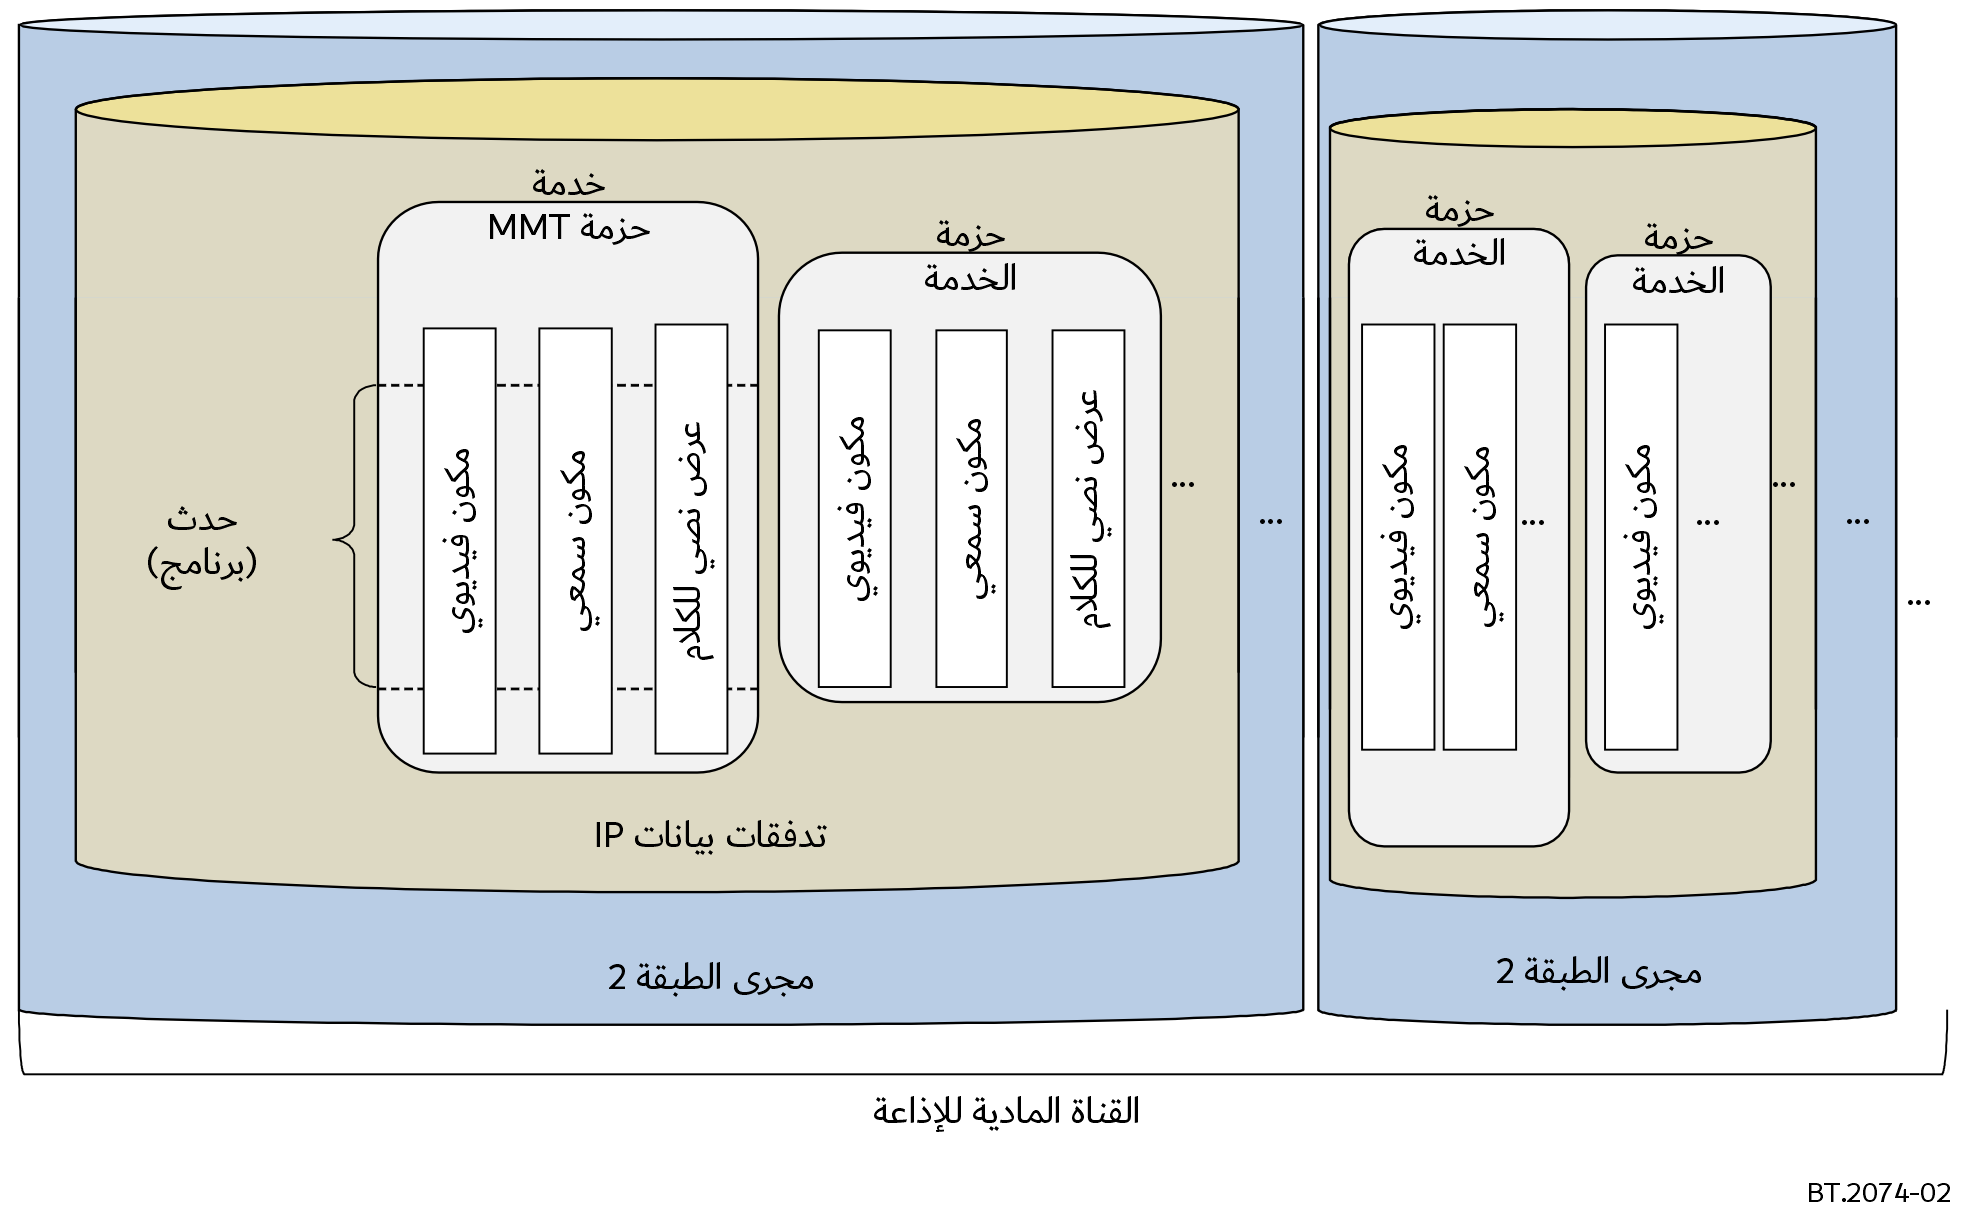 خدمة
حزمة MMT
حزمة
الخدمة
حزمة
الخدمة
حزمة
الخدمة
مكون فيديوي
مكون سمعي
عرض نصي للكلام
مكون فيديوي
مكون سمعي
عرض نصي للكلام
...
...
مكون فيديوي
مكون سمعي
...
مكون فيديوي
...
...
...
...
حدث
(برنامج)
تدفقات بيانات IP
مجرى الطبقة 2
مجرى الطبقة 2
القناة المادية للإذاعة
BT.2074-02